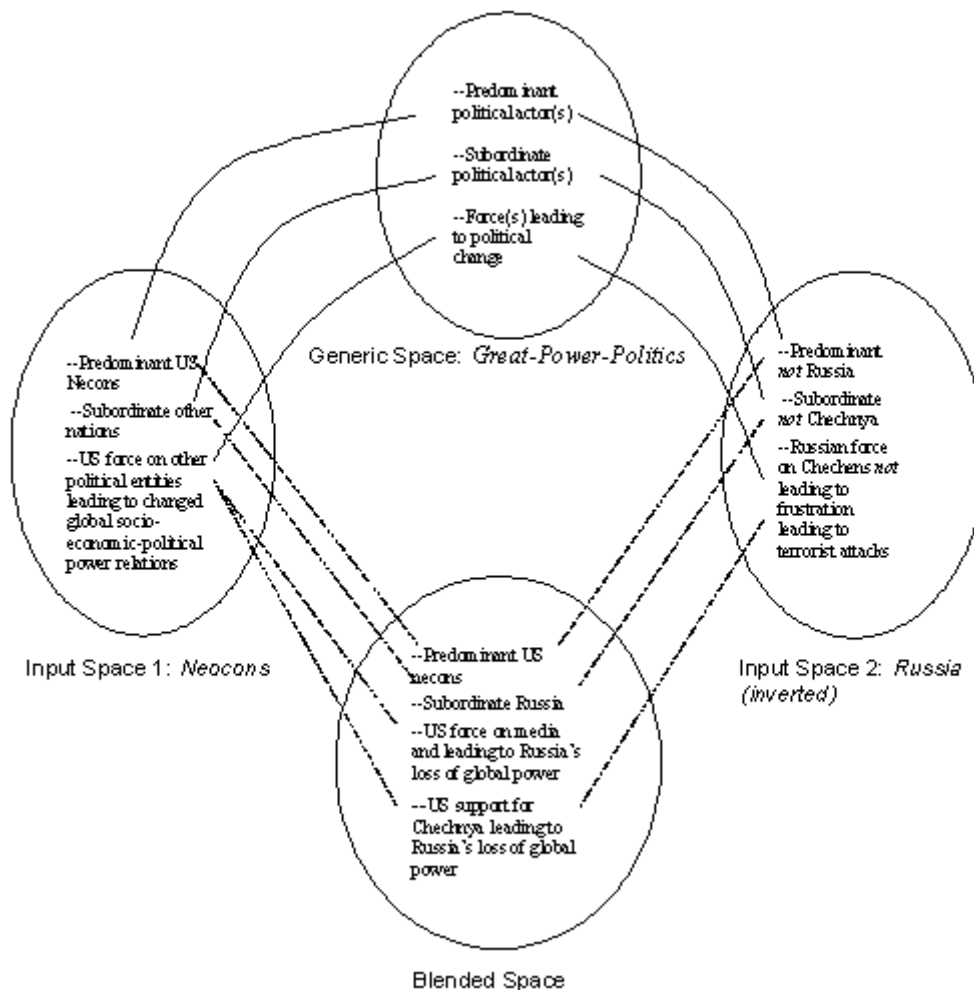 --Predominant
political actor(s)
--Subordinate
political actor(s)
--Force(s) leading
to political
change
Generic Space: Great-Power-Politics
--Predominant US
Necons
--Subordinate other
nations
--US force on other
political entities
leading to changed
global socio-
economic-political
power relations
Input Space 1: Neocons
--Predominant
not Russia
--Subordinate
not Chechnya
--Russian force
on Chechens not
leading to
frustration
leading to
terrorist attacks
Input Space 2: Russia
(inverted)
--Predominant US
necons
--Subordinate Russia
--US force on media
and leading to Russia's
loss of global power
--US support for
Chechnya leading to
Russia's loss of global
power
Blended Space